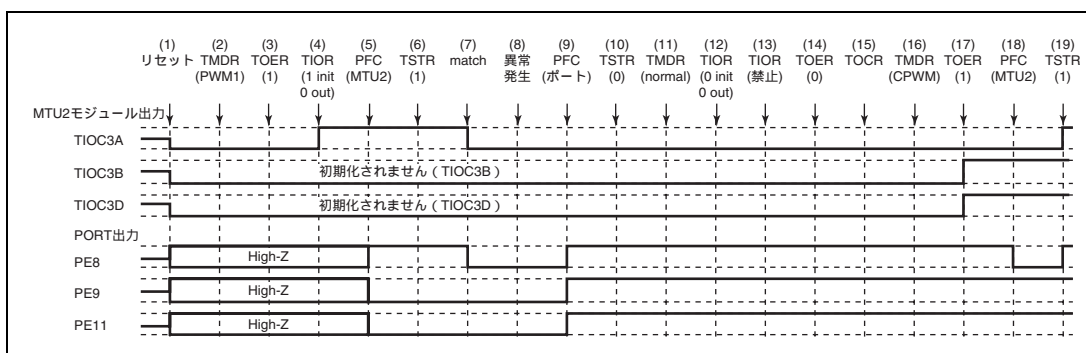 (1) (2) (3) (4) (5) (6) (7) (8) (9) (10) (11) (12) (13) (14) (15) (16) (17) (18) (19)
リセット TMDR TOER TIOR PFC TSTR match 異常 PFC TSTR TMDR TIOR TIOR TOER TOCR TMDR TOER PFC TSTR
(PWM1) (1) (1 init (MTU2) (1) 発生 (ポート) (0) (normal) (0 init (禁止) (0) (CPWM) (1) (MTU2) (1)
0 out) 0 out)
MTU2モジュール出力
TIOC3A
TIOC3B 初期化されません ( TIOC3B )
TIOC3D 初期化されません ( TIOC3D )
PORT出力
PE8 High-Z
PE9 High-Z
PE11 High-Z